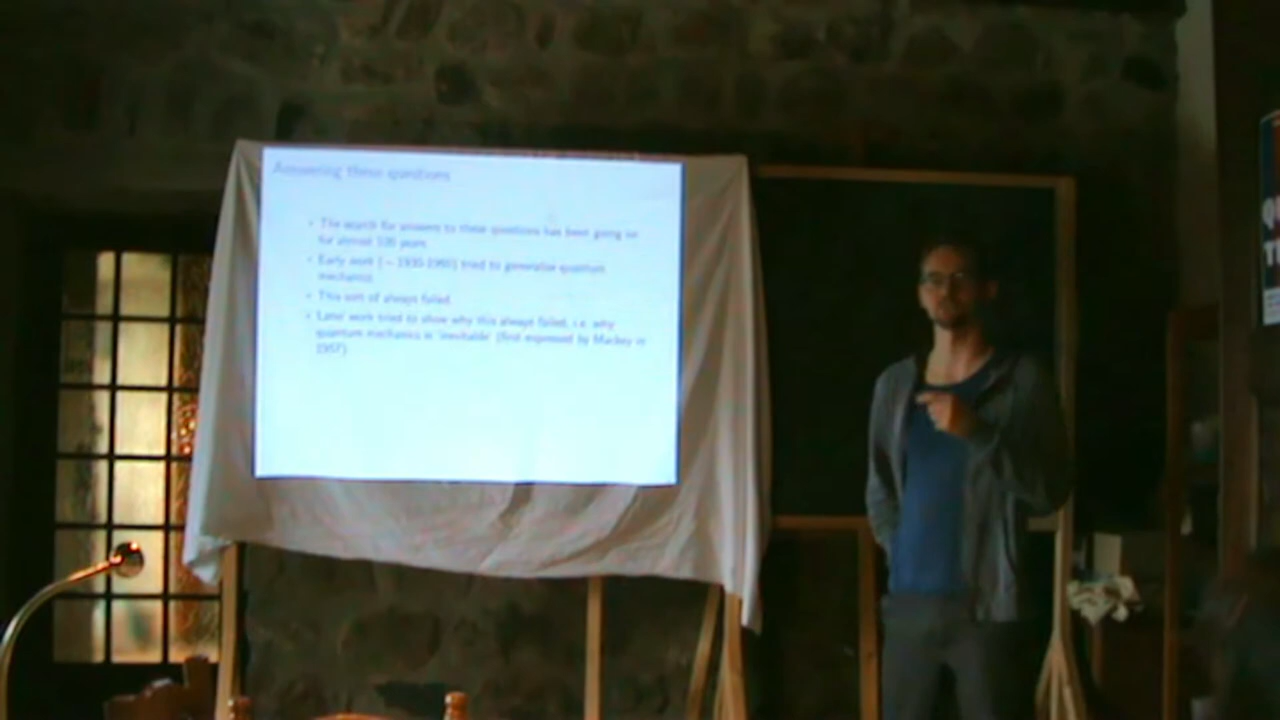 Answering these questions
The search for answers to these questions has been going on
for almost 100 years
Early work (~ 1930-1960) tried to generalise quantum
mechanics
This sort of always failed.
Later work tried to show why this always failed, i.e. why
quantum mechanics is 'inevitable' (first expressed by Mackey in
1957)